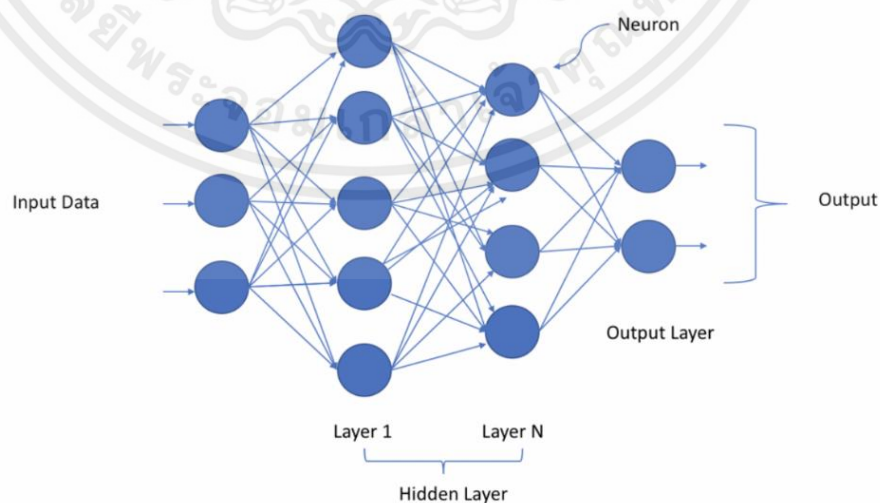 Neuron
Input Data
Output
Output Layer
Layer 1
Layer N
Hidden Layer